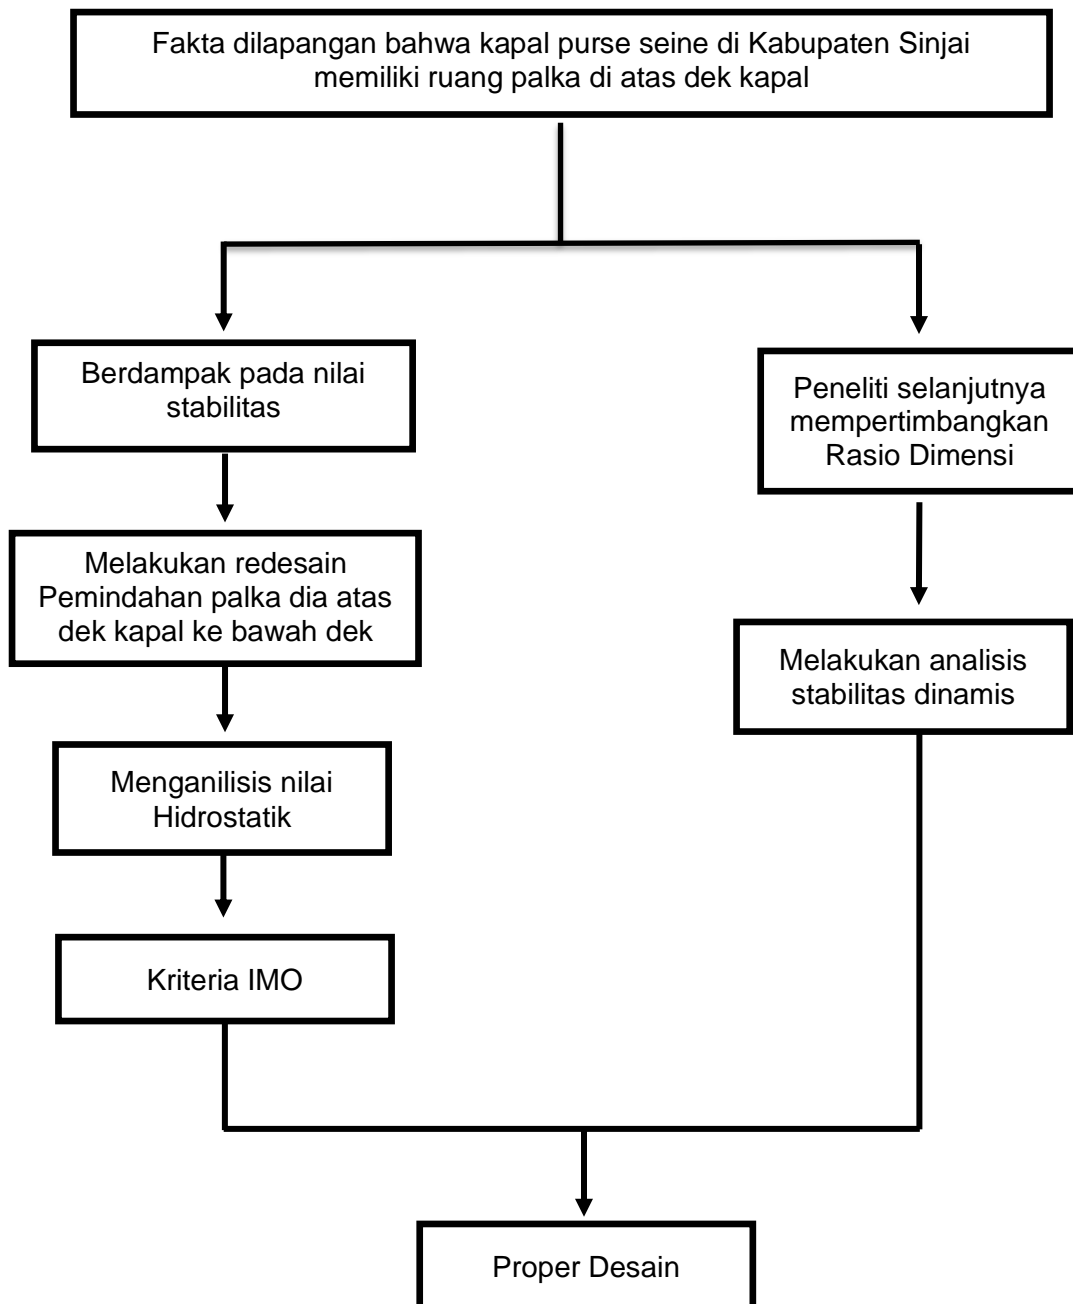 Fakta dilapangan bahwa kapal purse seine di Kabupaten Sinjai
memiliki ruang palka di atas dek kapal
Berdampak pada nilai
stabilitas
Peneliti selanjutnya
mempertimbangkan
Rasio Dimensi
Melakukan redesain
Pemindahan palka dia atas
dek kapal ke bawah dek
Melakukan analisis
stabilitas dinamis
Menganilisis nilai
Hidrostatik
Kriteria IMO
Proper Desain